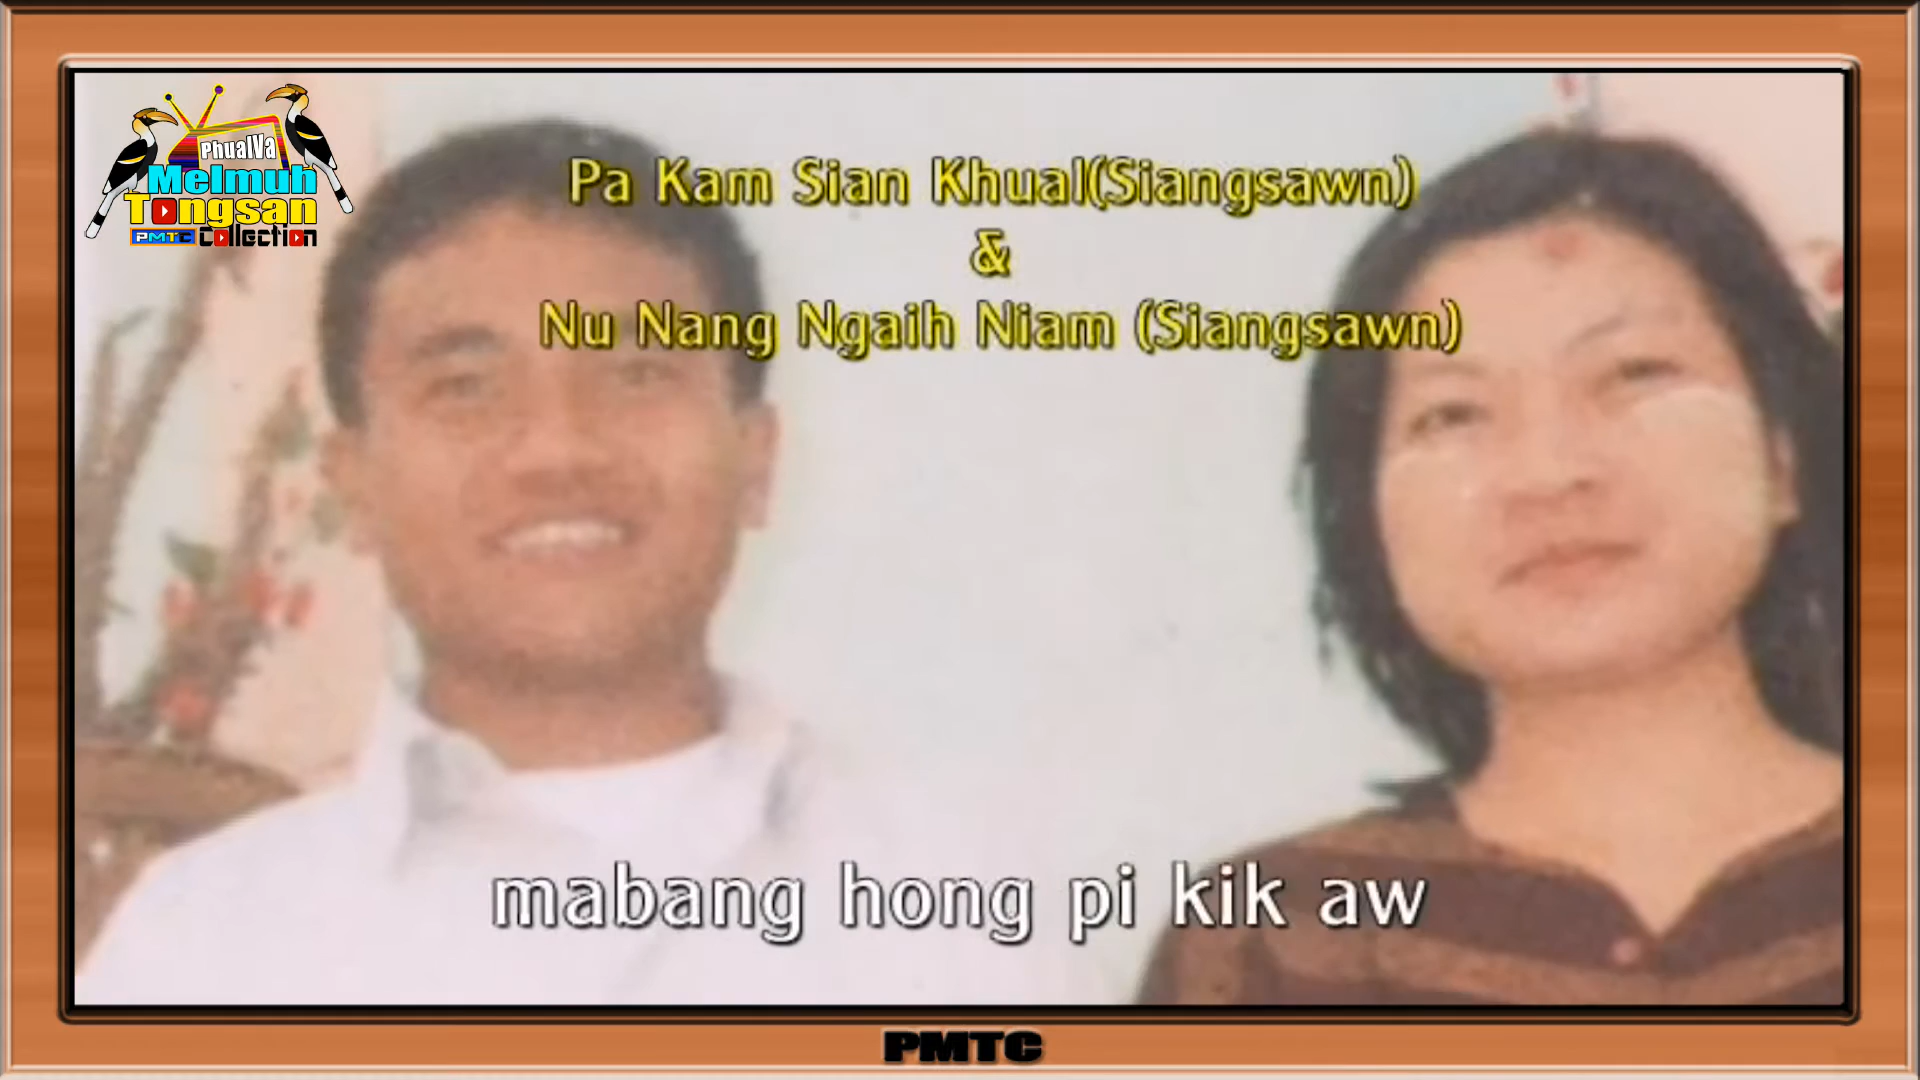 PhualVa
Melmuh
Tongsan
PMTC Collection
Pa Kam Sian Khual(Siangsawn)
&
Nu Nang Ngaih Niam (Siangsawn)
mabang hong pi kik aw
PMTC